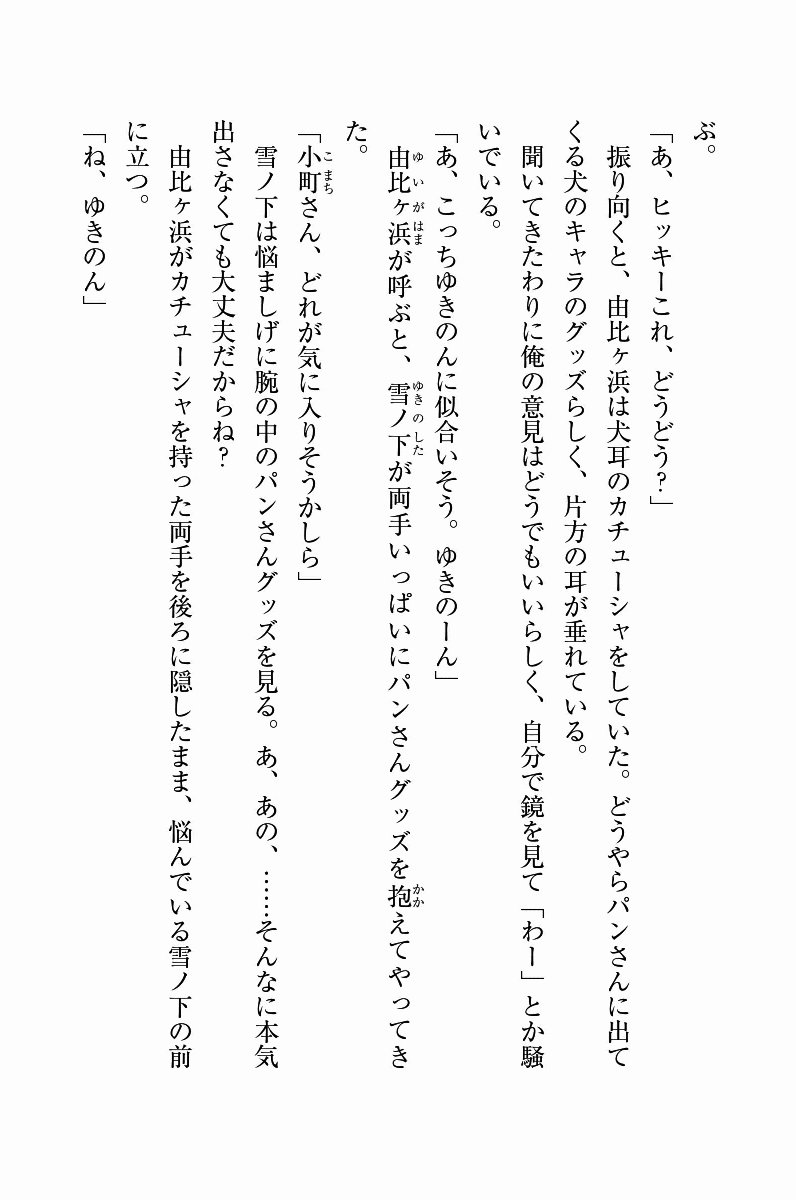 ぶ。
「あ、ヒッキーこれ、どうどう?」
振り向くと、由比ヶ浜は犬耳のカチューシャをしていた。どうやらパンさんに出て
くる犬のキャラのグッズらしく、片方の耳が垂れている。
聞いてきたわりに俺の意見はどうでもいいらしく、自分で鏡を見て「わー」とか騒
いでいる。
「あ、こっちゆきのんに似合いそう。ゆきのーん」
由比ヶ浜が呼ぶと、雪ノ下が両手いっぱいにパンさんグッズを抱えてやってき
た。
「小町さん、どれが気に入りそうかしら」
雪ノ下は悩ましげに腕の中のパンさんグッズを見る。あ、あの、……そんなに本気
出さなくても大丈夫だからね?
由比ヶ浜がカチューシャを持った両手を後ろに隠したまま、悩んでいる雪ノ下の前
に立つ。
「ね、ゆきのん」